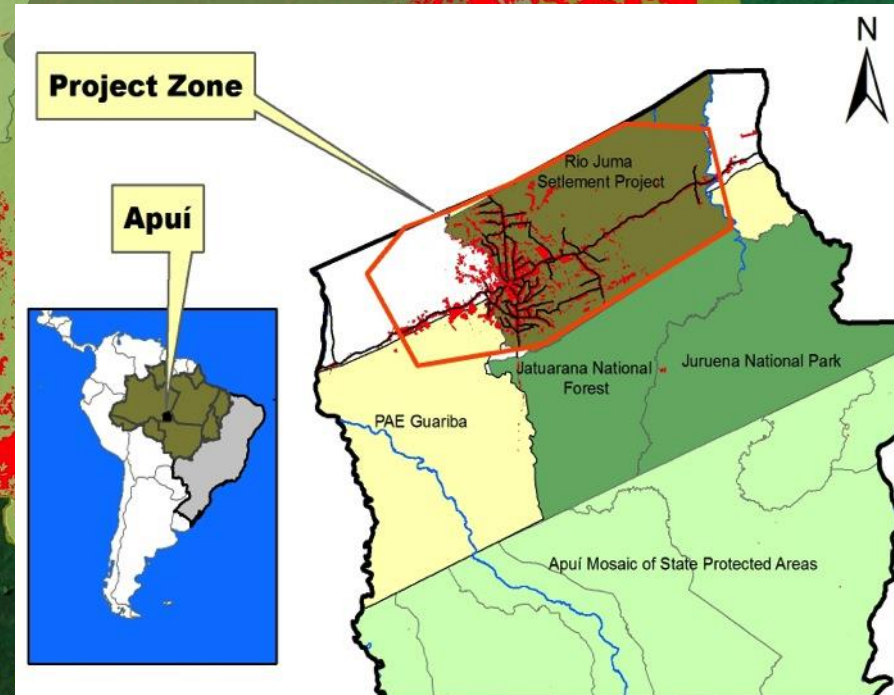 Project Zone
N
Apuí
Rio Juma
Setlement Project
Jatuarana National
Forest
Juruena National Park
PAE Guariba
Apuí Mosaic of State Protected Areas